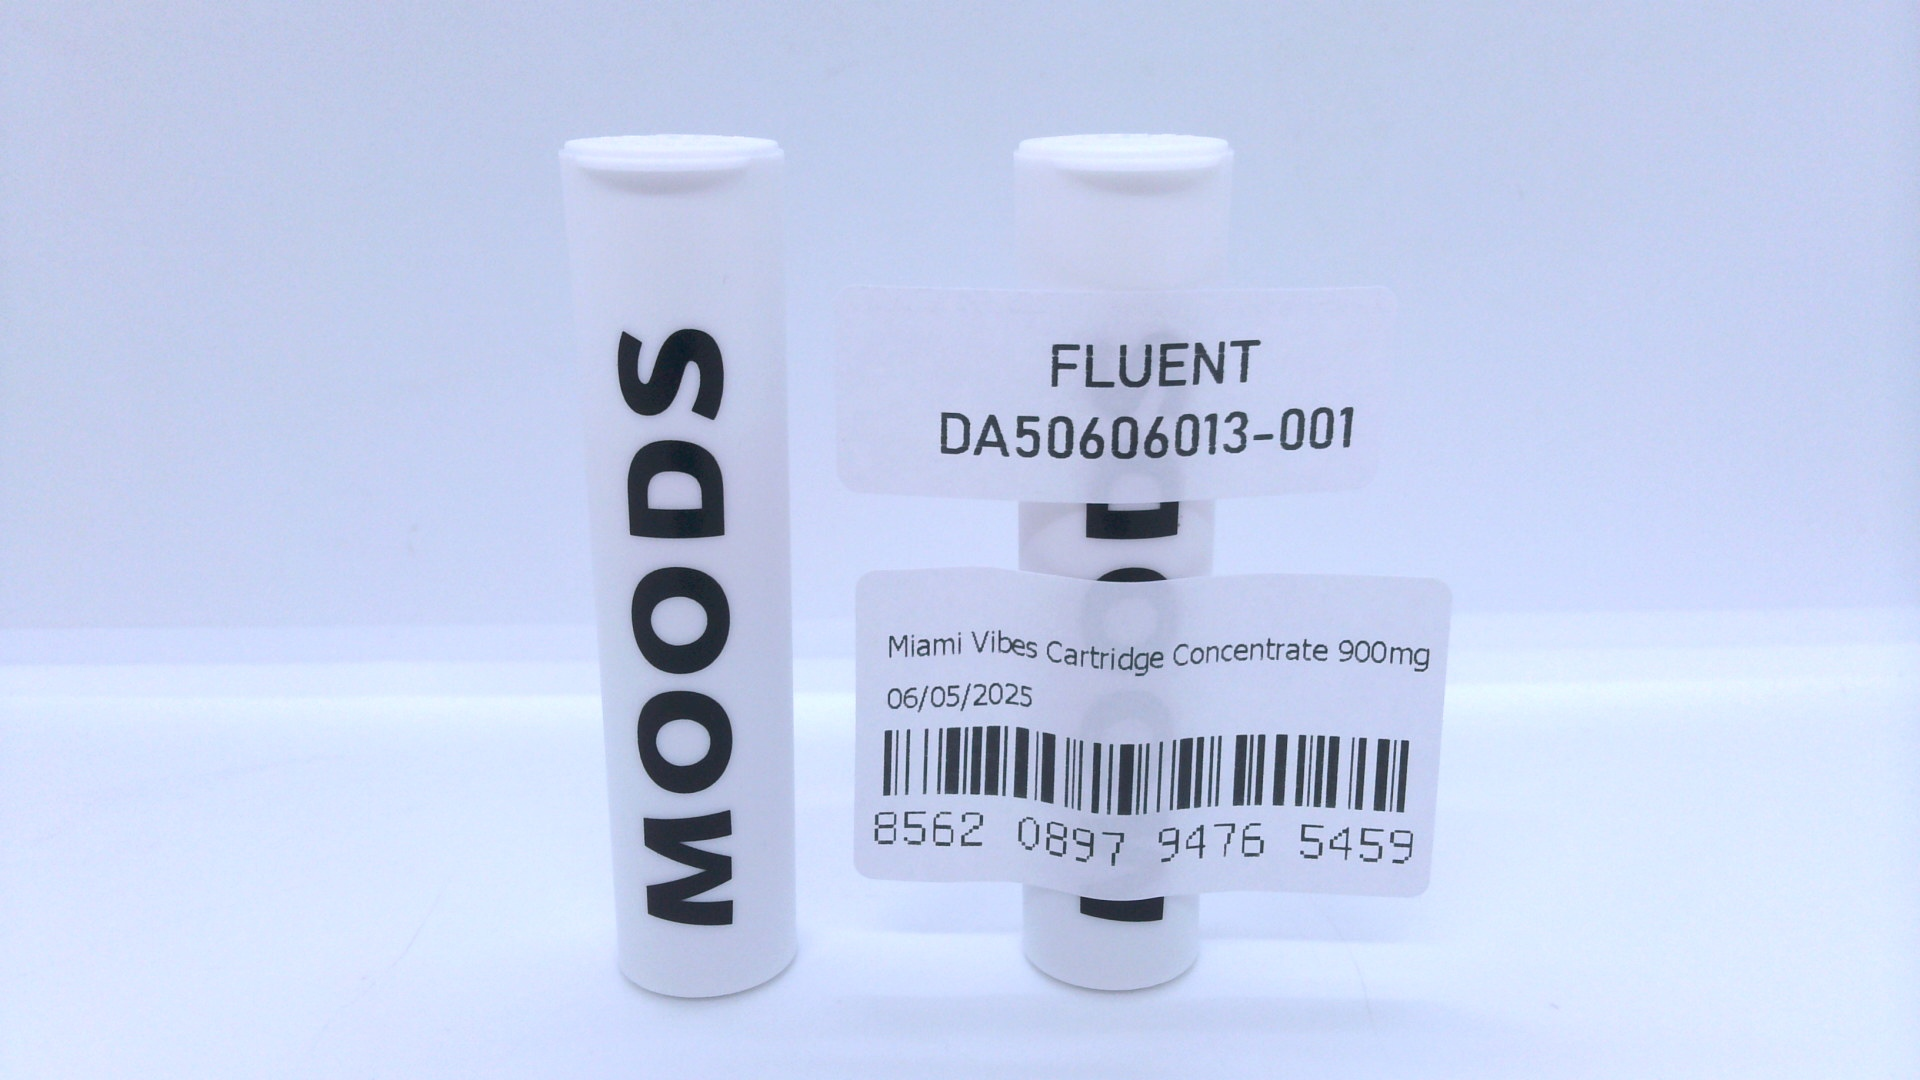 MOODS
FLUENT
DA50606013-001
Miami Vibes Cartridge Concentrate 900mg
06/05/2025
8562 0897 9476 5459